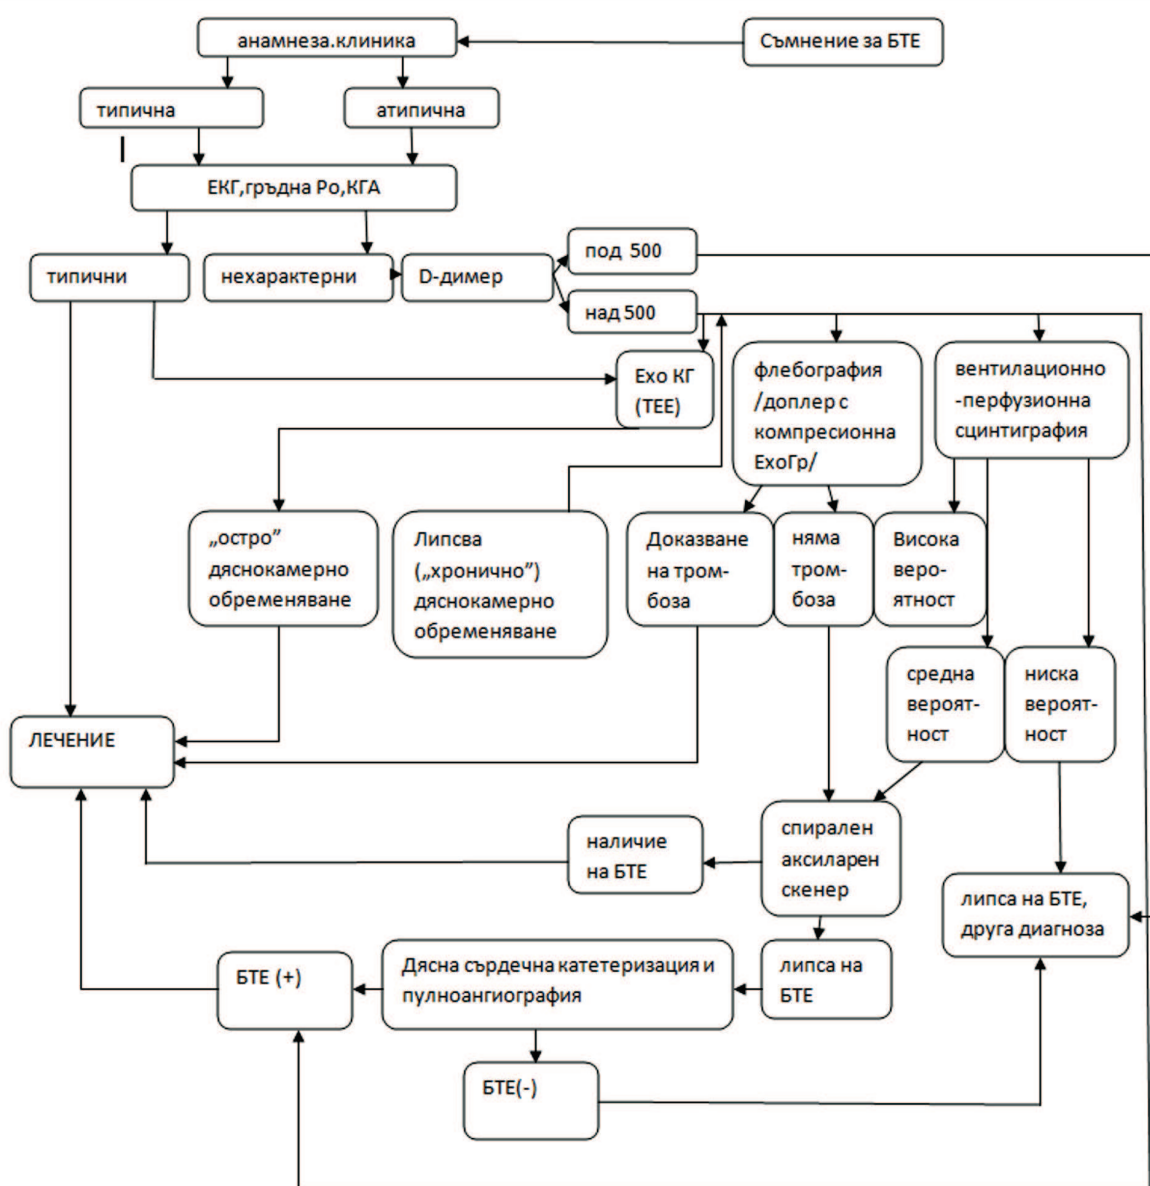 анамнеза.клиника
Съмнение за БТЕ
типична
атипична
ЕКГ,гръдна Ро,КГА
типични
нехарактерни
D-димер
под 500
над 500
Ехо КГ
(ТЕЕ)
флебография
/доплер с
компресионна
ЕхоГр/
вентилационно
-перфузионна
сцинтиграфия
„остро”
дяснокамерно
обременяване
Липсва
(„хронично”)
дяснокамерно
обременяване
Доказване
на тром-
боза
няма
тром-
боза
Висока
веро-
ятност
средна
вероят-
ност
ниска
вероят-
ност
ЛЕЧЕНИЕ
наличие
на БТЕ
спирален
аксиларен
скенер
липса на БТЕ,
друга диагноза
БТЕ (+)
Дясна сърдечна катетеризация и
пулноангиография
липса на
БТЕ
БТЕ(-)